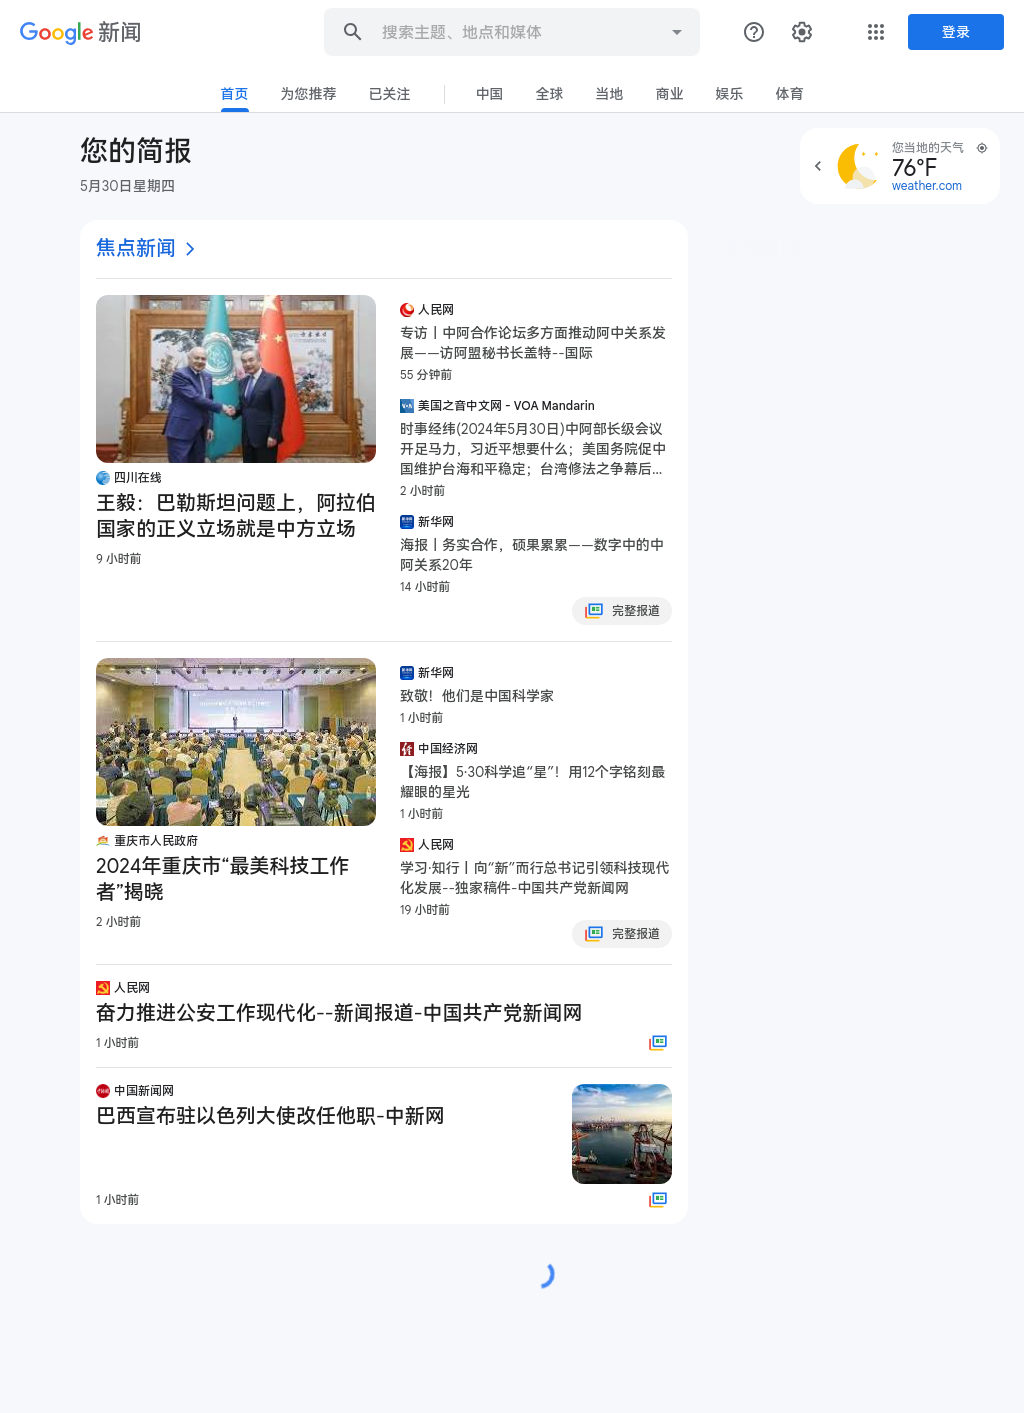 Google 新闻
搜索主题、地点和媒体
登录
首页
为您推荐
已关注
中国
全球
当地
商业
娱乐
体育
您的简报
5月30日星期四
您当地的天气
76°F
weather.com
焦点新闻
四川在线
王毅：巴勒斯坦问题上，阿拉伯
国家的正义立场就是中方立场
9 小时前
人民网
专访丨中阿合作论坛多方面推动阿中关系发
展——访阿盟秘书长盖特--国际
55 分钟前
美国之音中文网 - VOA Mandarin
时事经纬(2024年5月30日)中阿部长级会议
开足马力，习近平想要什么；美国务院促中
国维护台海和平稳定；台湾修法之争幕后...
2 小时前
新华网
海报丨务实合作，硕果累累——数字中的中
阿关系20年
14 小时前
完整报道
重庆市人民政府
2024年重庆市“最美科技工作
者”揭晓
2 小时前
新华网
致敬！他们是中国科学家
1 小时前
中国经济网
【海报】5·30科学追“星”！用12个字铭刻最
耀眼的星光
1 小时前
人民网
学习·知行丨向“新”而行总书记引领科技现代
化发展--独家稿件-中国共产党新闻网
19 小时前
完整报道
人民网
奋力推进公安工作现代化--新闻报道-中国共产党新闻网
1 小时前
中国新闻网
巴西宣布驻以色列大使改任他职-中新网
1 小时前